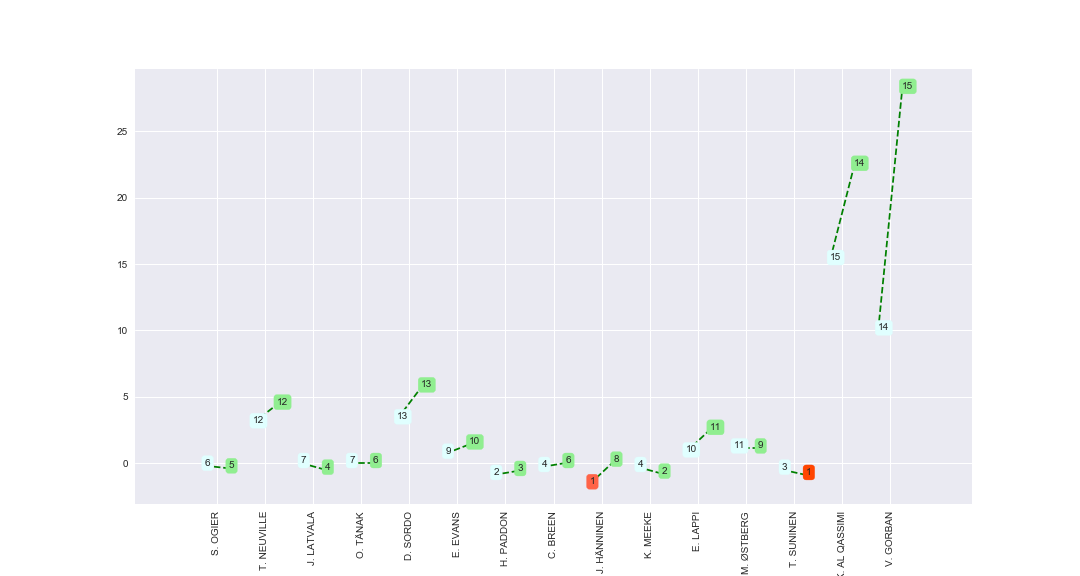 25
20
15
10
5
0
6 5
12 12
7 4
7 6
13 13
9 10
2 3
4 6
1 8
4 2
10 11
11 9
3 1
15 14
14 15
S. OGIER
T. NEUVILLE
J. LATVALA
O. TÄNAK
D. SORDO
E. EVANS
H. PADDON
C. BREEN
J. HÄNNINEN
K. MEEKE
E. LAPPI
M. ØSTBERG
T. SUNINEN
K. AL QASSIMI
V. GORBAN